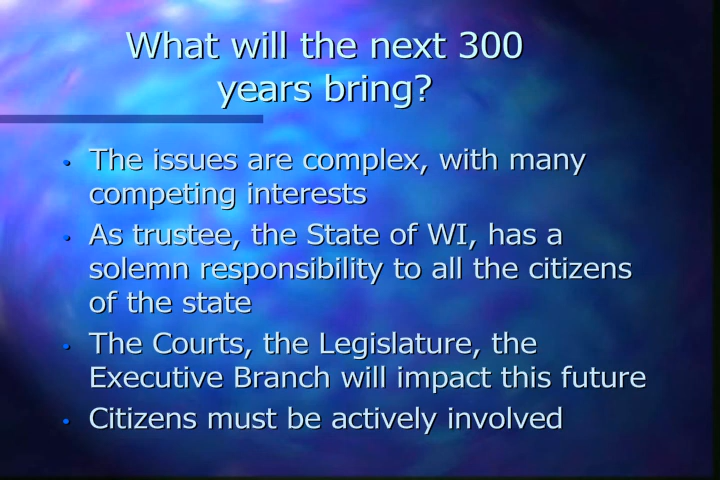 What will the next 300
years bring?
• The issues are complex, with many
competing interests
• As trustee, the State of WI, has a
solemn responsibility to all the citizens
of the state
• The Courts, the Legislature, the
Executive Branch will impact this future
• Citizens must be actively involved